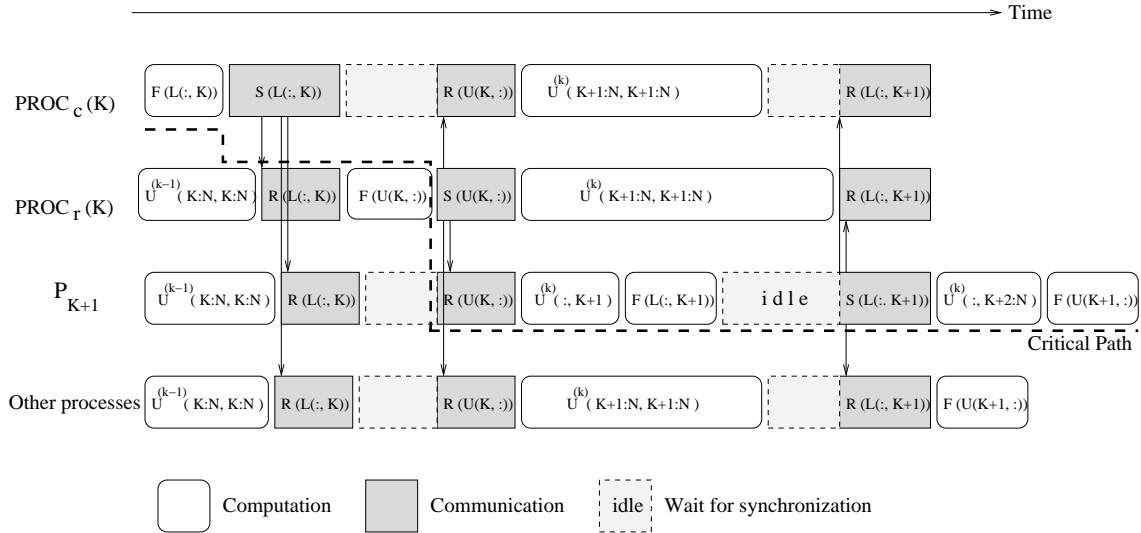 Time
PROC c (K)
F (L(:, K))
S (L(:, K))
R (U(K, :))
(k)
U ( K+1:N, K+1:N )
R (L(:, K+1))
PROC r (K)
(k−1)
U ( K:N, K:N )
R (L(:, K))
F (U(K, :))
S (U(K, :))
(k)
U ( K+1:N, K+1:N )
R (L(:, K+1))
P K+1
(k−1)
U ( K:N, K:N )
R (L(:, K))
R (U(K, :))
(k)
U ( :, K+1 )
F (L(:, K+1))
i d l e
S (L(:. K+1))
(k)
U ( :, K+2:N )
F (U(K+1, :))
Critical Path
Other processes
(k−1)
U ( K:N, K:N )
R (L(:, K))
R (U(K, :))
(k)
U ( K+1:N, K+1:N )
R (L(:, K+1))
F (U(K+1, :))
Computation
Communication
idle
Wait for synchronization